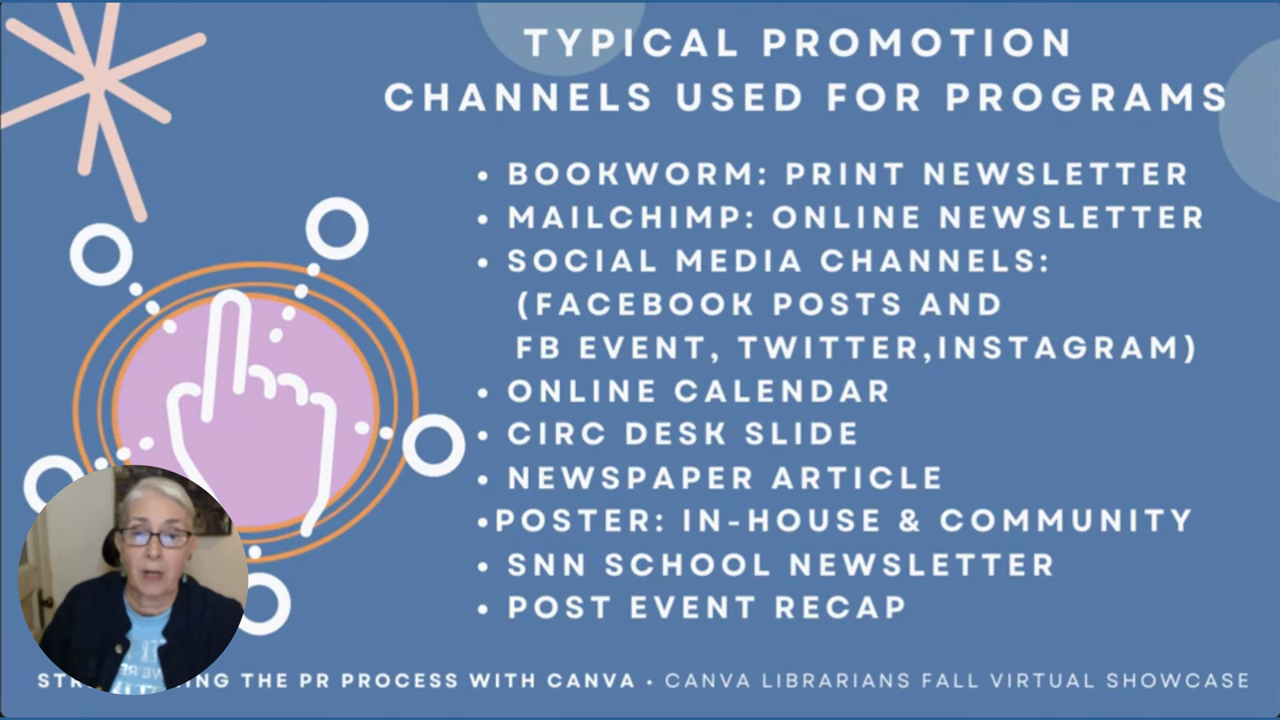 TYPICAL PROMOTION
CHANNELS USED FOR PROGRAMS
• BOOKWORM: PRINT NEWSLETTER
• MAILCHIMP: ONLINE NEWSLETTER
• SOCIAL MEDIA CHANNELS:
(FACEBOOK POSTS AND
FB EVENT, TWITTER,INSTAGRAM)
• ONLINE CALENDAR
• CIRC DESK SLIDE
• NEWSPAPER ARTICLE
•POSTER: IN-HOUSE & COMMUNITY
• SNN SCHOOL NEWSLETTER
• POST EVENT RECAP
THE PR PROCESS WITH CANVA • CANVA LIBRARIANS FALL VIRTUAL SHOWCASE